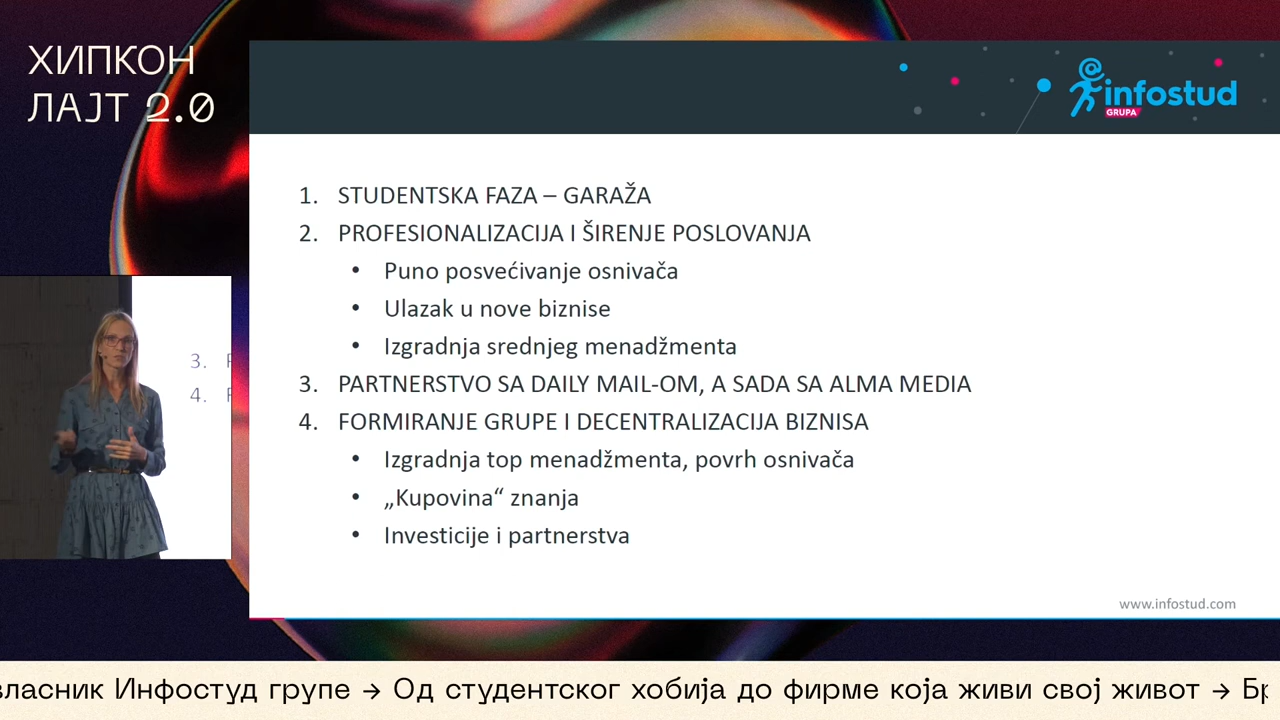 ХИПКОН
ЛАЈТ 2.0
infostud
GRUPA
1. STUDENTSKA FAZA – GARAŽA
2. PROFESIONALIZACIJA I ŠIRENJE POSLOVANJA
• Puno posvećivanje osnivača
• Ulazak u nove biznise
• Izgradnja srednjeg menadžmenta
3. PARTNERSTVO SA DAILY MAIL-OM, A SADA SA ALMA MEDIA
4. FORMIRANJE GRUPE I DECENTRALIZACIJA BIZNISA
• Izgradnja top menadžmenta, povrh osnivača
• „Kupovina“ znanja
• Investicije i partnerstva
www.infostud.com
3.
4.
власник Инфостуд групе → Од студентског хобија до фирме која живи свој живот →